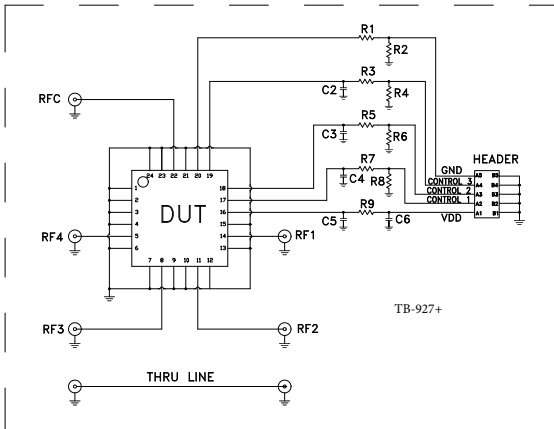 R1
R2
RFC
R3
C2
R4
R5
C3
R6
HEADER
24 23 22 21 20 19
R7
C4
R8
GND
CONTROL 3
CONTROL 2
CONTROL 1
VDD
A5 B5
A4 B4
A3 B3
A2 B2
A1 B1
1 18
2 17
3 16
4 15
5 14
6 13
DUT
R9
C5
C6
RF4
RF1
7 8 9 10 11 12
TB-927+
RF3
RF2
THRU LINE